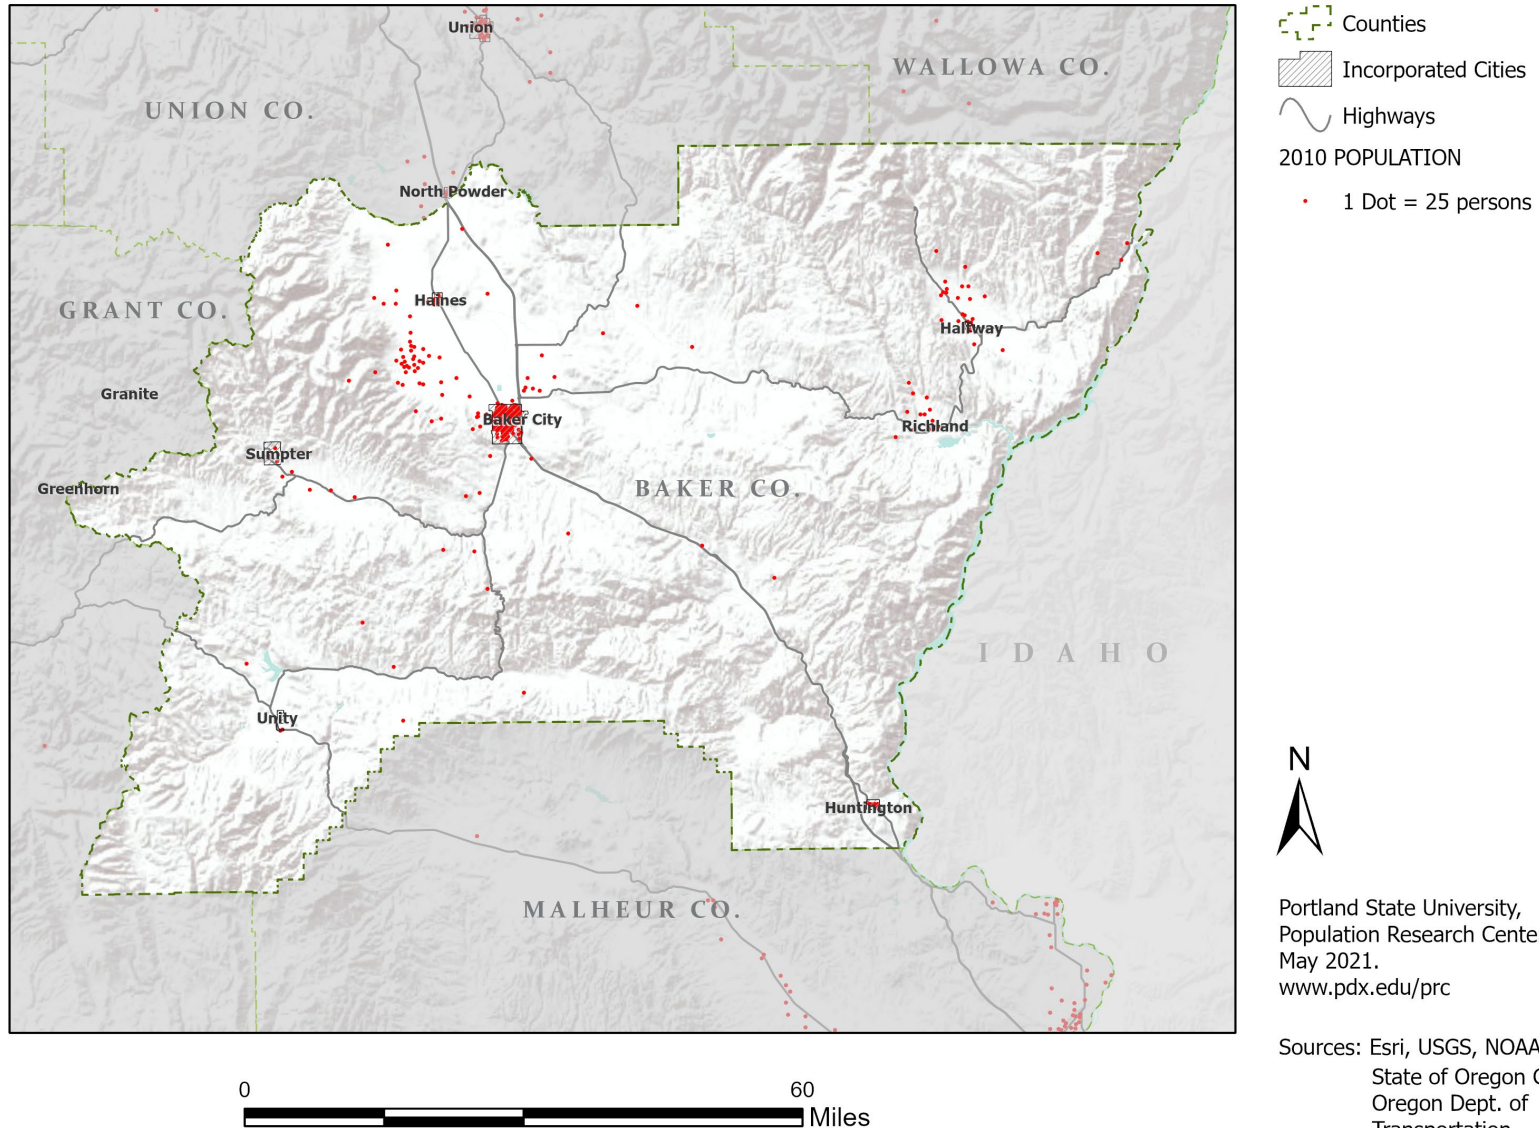 Union
WALLOWA CO.
UNION CO.
North Powder
GRANT CO.
Haines
Halfway
Granite
Baker City
Richland
Sumpter
Greenhorn
BAKER CO.
IDAHO
Unity
Huntington
MALHEUR CO.
0 60
Miles
Counties
Incorporated Cities
Highways
2010 POPULATION
1 Dot = 25 persons
N
Portland State University,
Population Research Cente
May 2021.
www.pdx.edu/prc
Sources: Esri, USGS, NOAA
State of Oregon
Oregon Dept. of
Transportation